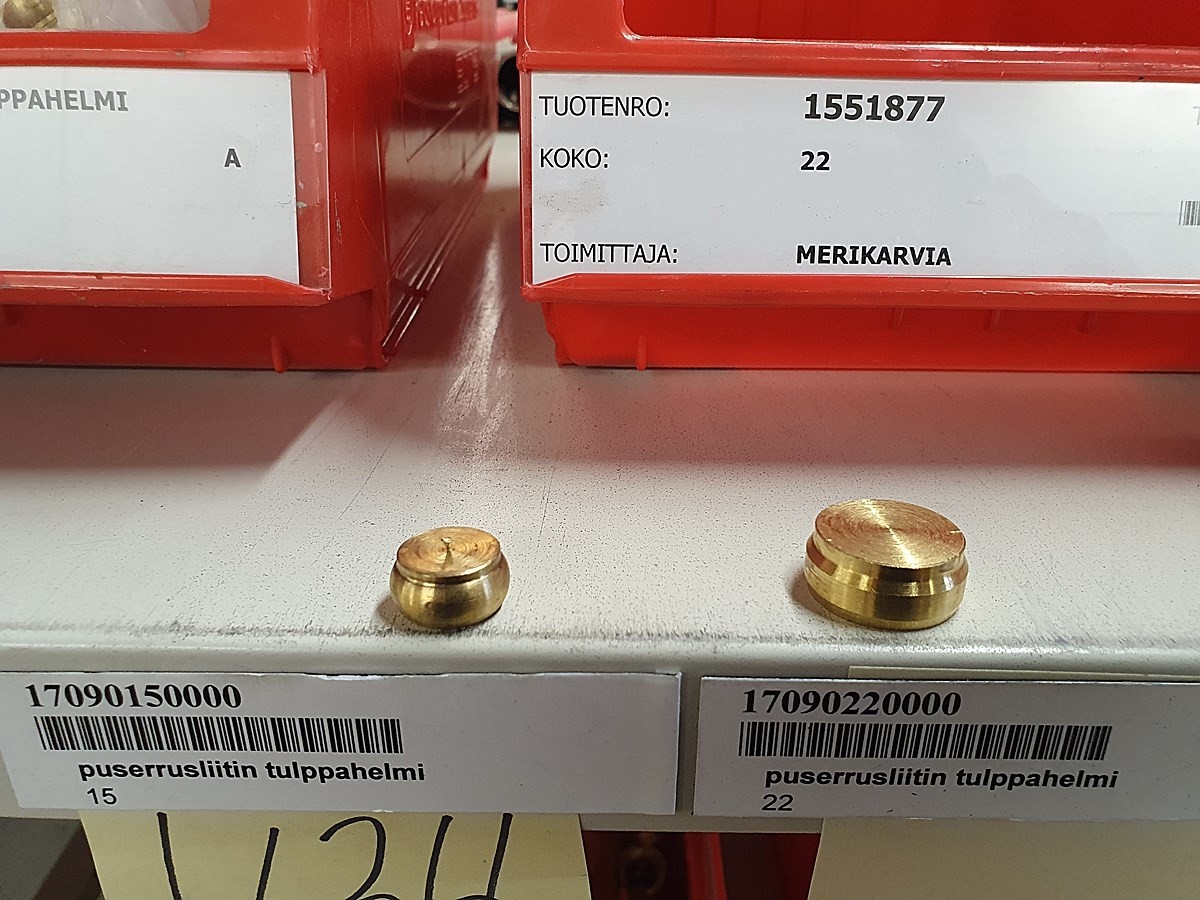 PPAHELMI
A
TUOTENRO: 1551877
KOKO: 22
TOIMITTAJA: MERIKARVIA
17090150000
puserrusliitin tulppahelmi
15
17090220000
puserrusliitin tulppahelmi
22